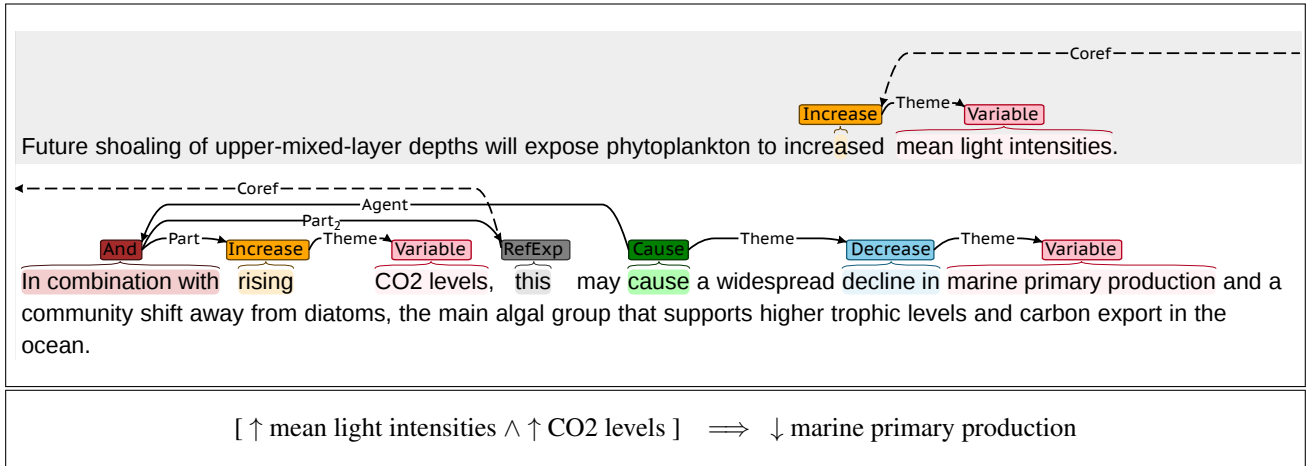 Coref
Increase Theme Variable
Future shoaling of upper-mixed-layer depths will expose phytoplankton to increased mean light intensities.
Coref
Agent
Part2
And Part Increase Theme Variable RefExp Cause Theme Decrease Theme Variable
In combination with rising CO2 levels, this may cause a widespread decline in marine primary production and a
community shift away from diatoms, the main algal group that supports higher trophic levels and carbon export in the
ocean.
[ ↑ mean light intensities ∧ ↑ CO2 levels ] ⟹ ↓ marine primary production